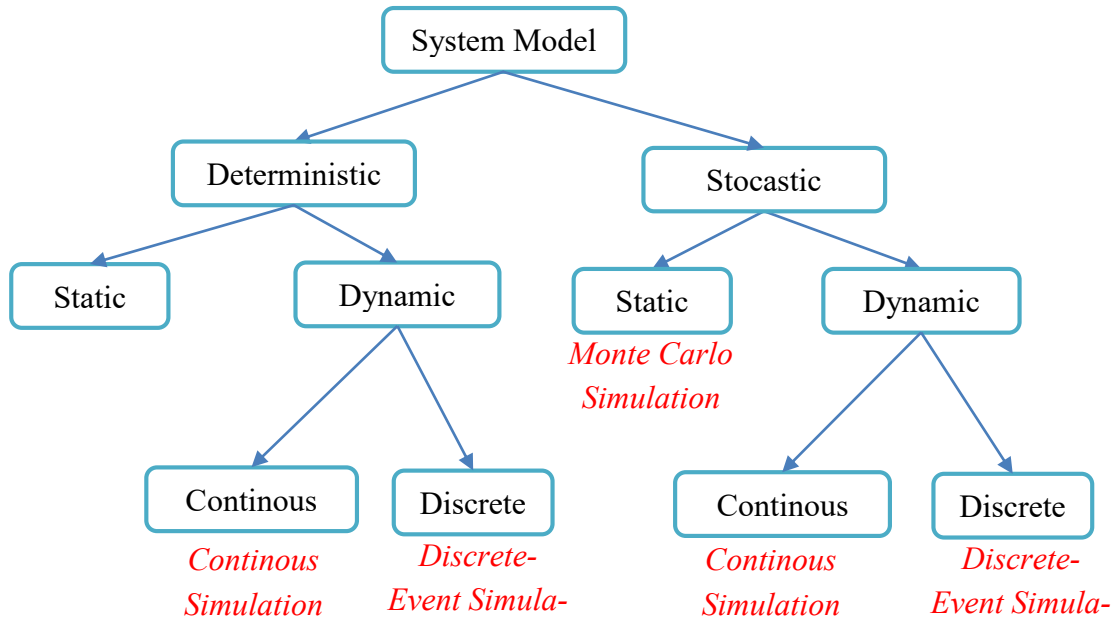 System Model
Deterministic
Stocastic
Static
Dynamic
Static
Dynamic
Monte Carlo
Simulation
Continous
Discrete
Continous
Discrete
Continous
Simulation
Discrete-
Event Simula-
Continous
Simulation
Discrete-
Event Simula-